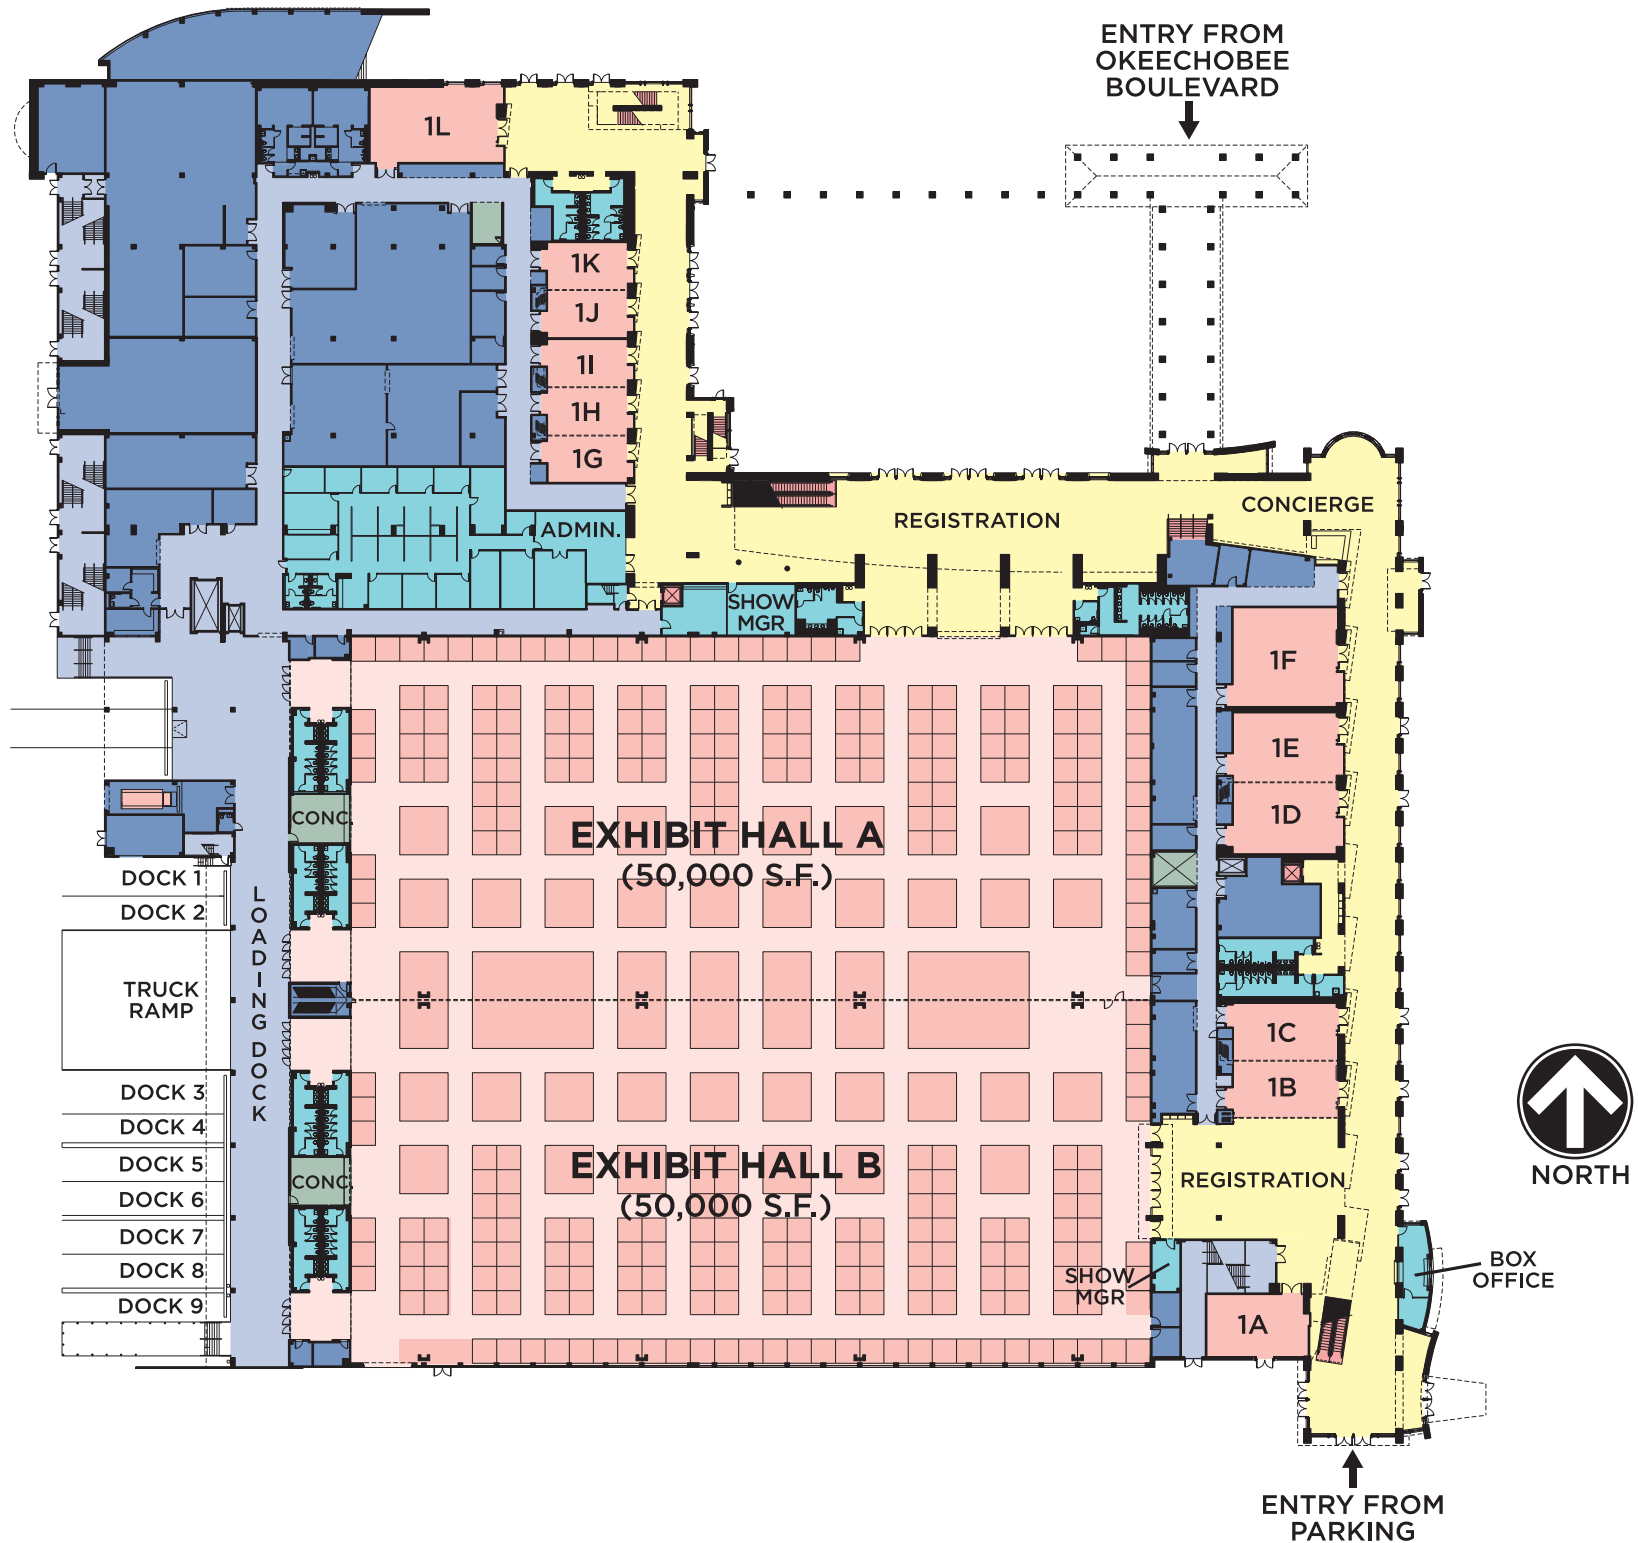 ENTRY FROM
OKEECHOBEE
BOULEVARD
1L
1K
1J
1I
1H
1G
CONCIERGE
REGISTRATION
ADMIN.
SHOW
MGR
1F
1E
1D
CONC.
EXHIBIT HALL A
(50,000 S.F.)
DOCK 1
DOCK 2
LOADING DOCK
TRUCK
RAMP
1C
1B
DOCK 3
DOCK 4
DOCK 5
DOCK 6
DOCK 7
DOCK 8
DOCK 9
CONC.
EXHIBIT HALL B
(50,000 S.F.)
REGISTRATION
NORTH
SHOW
MGR
BOX
OFFICE
1A
ENTRY FROM
PARKING